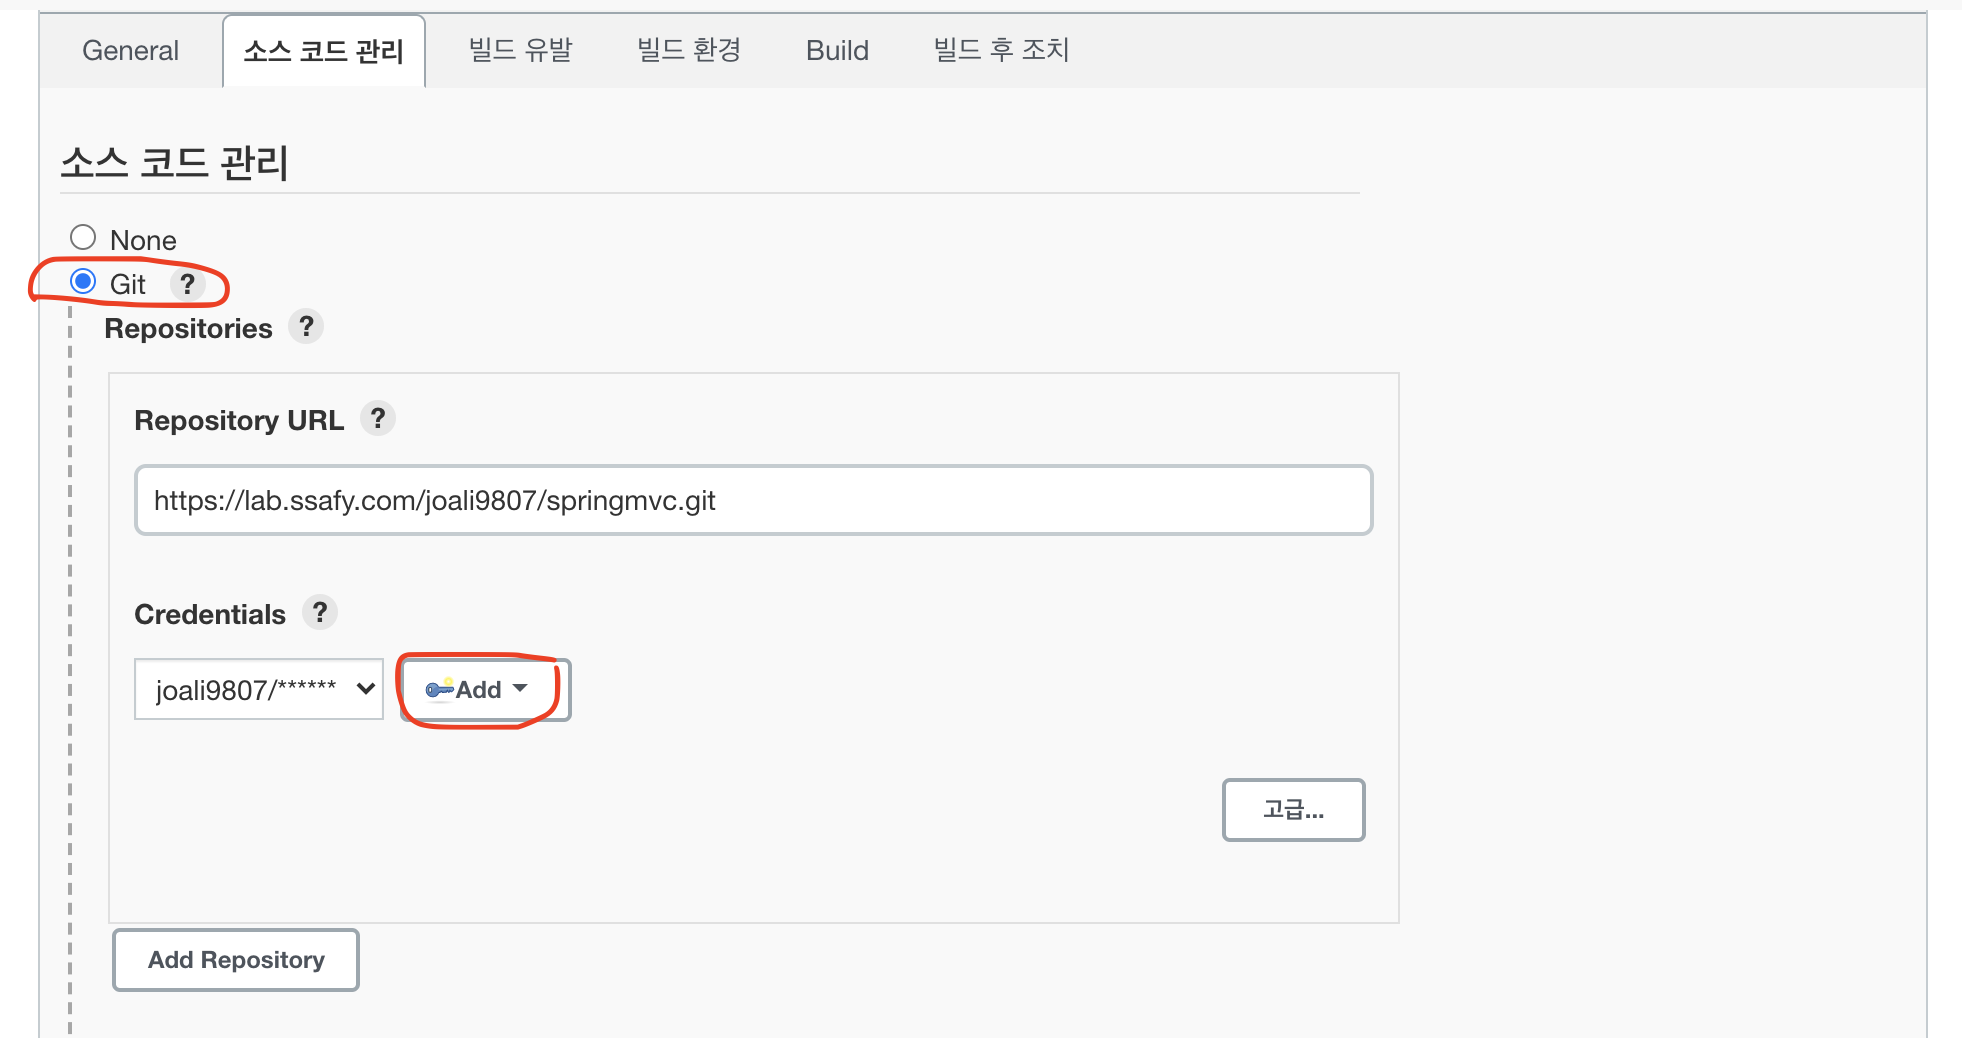 General 소스 코드 관리 빌드 유발 빌드 환경 Build 빌드 후 조치
소스 코드 관리
None
Git ?
Repositories ?
Repository URL ?
https://lab.ssafy.com/joali9807/springmvc.git
Credentials ?
joali9807/****** Add
고급...
Add Repository